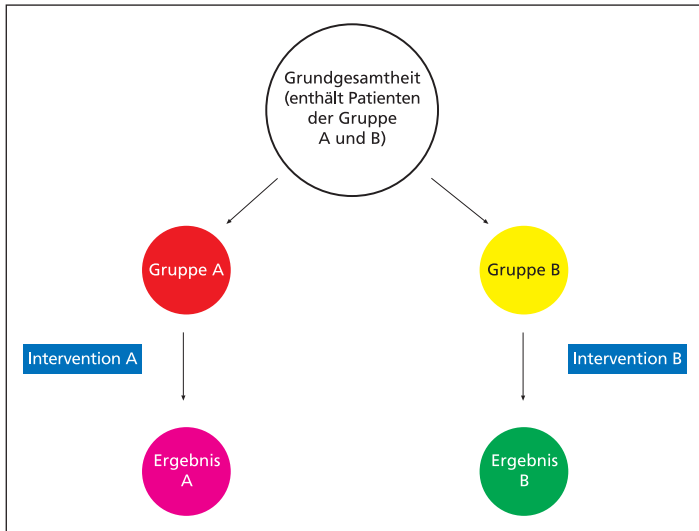 Grundgesamtheit
(enthält Patienten
der Gruppe
A und B)
Gruppe A
Gruppe B
Intervention A
Intervention B
Ergebnis
A
Ergebnis
B